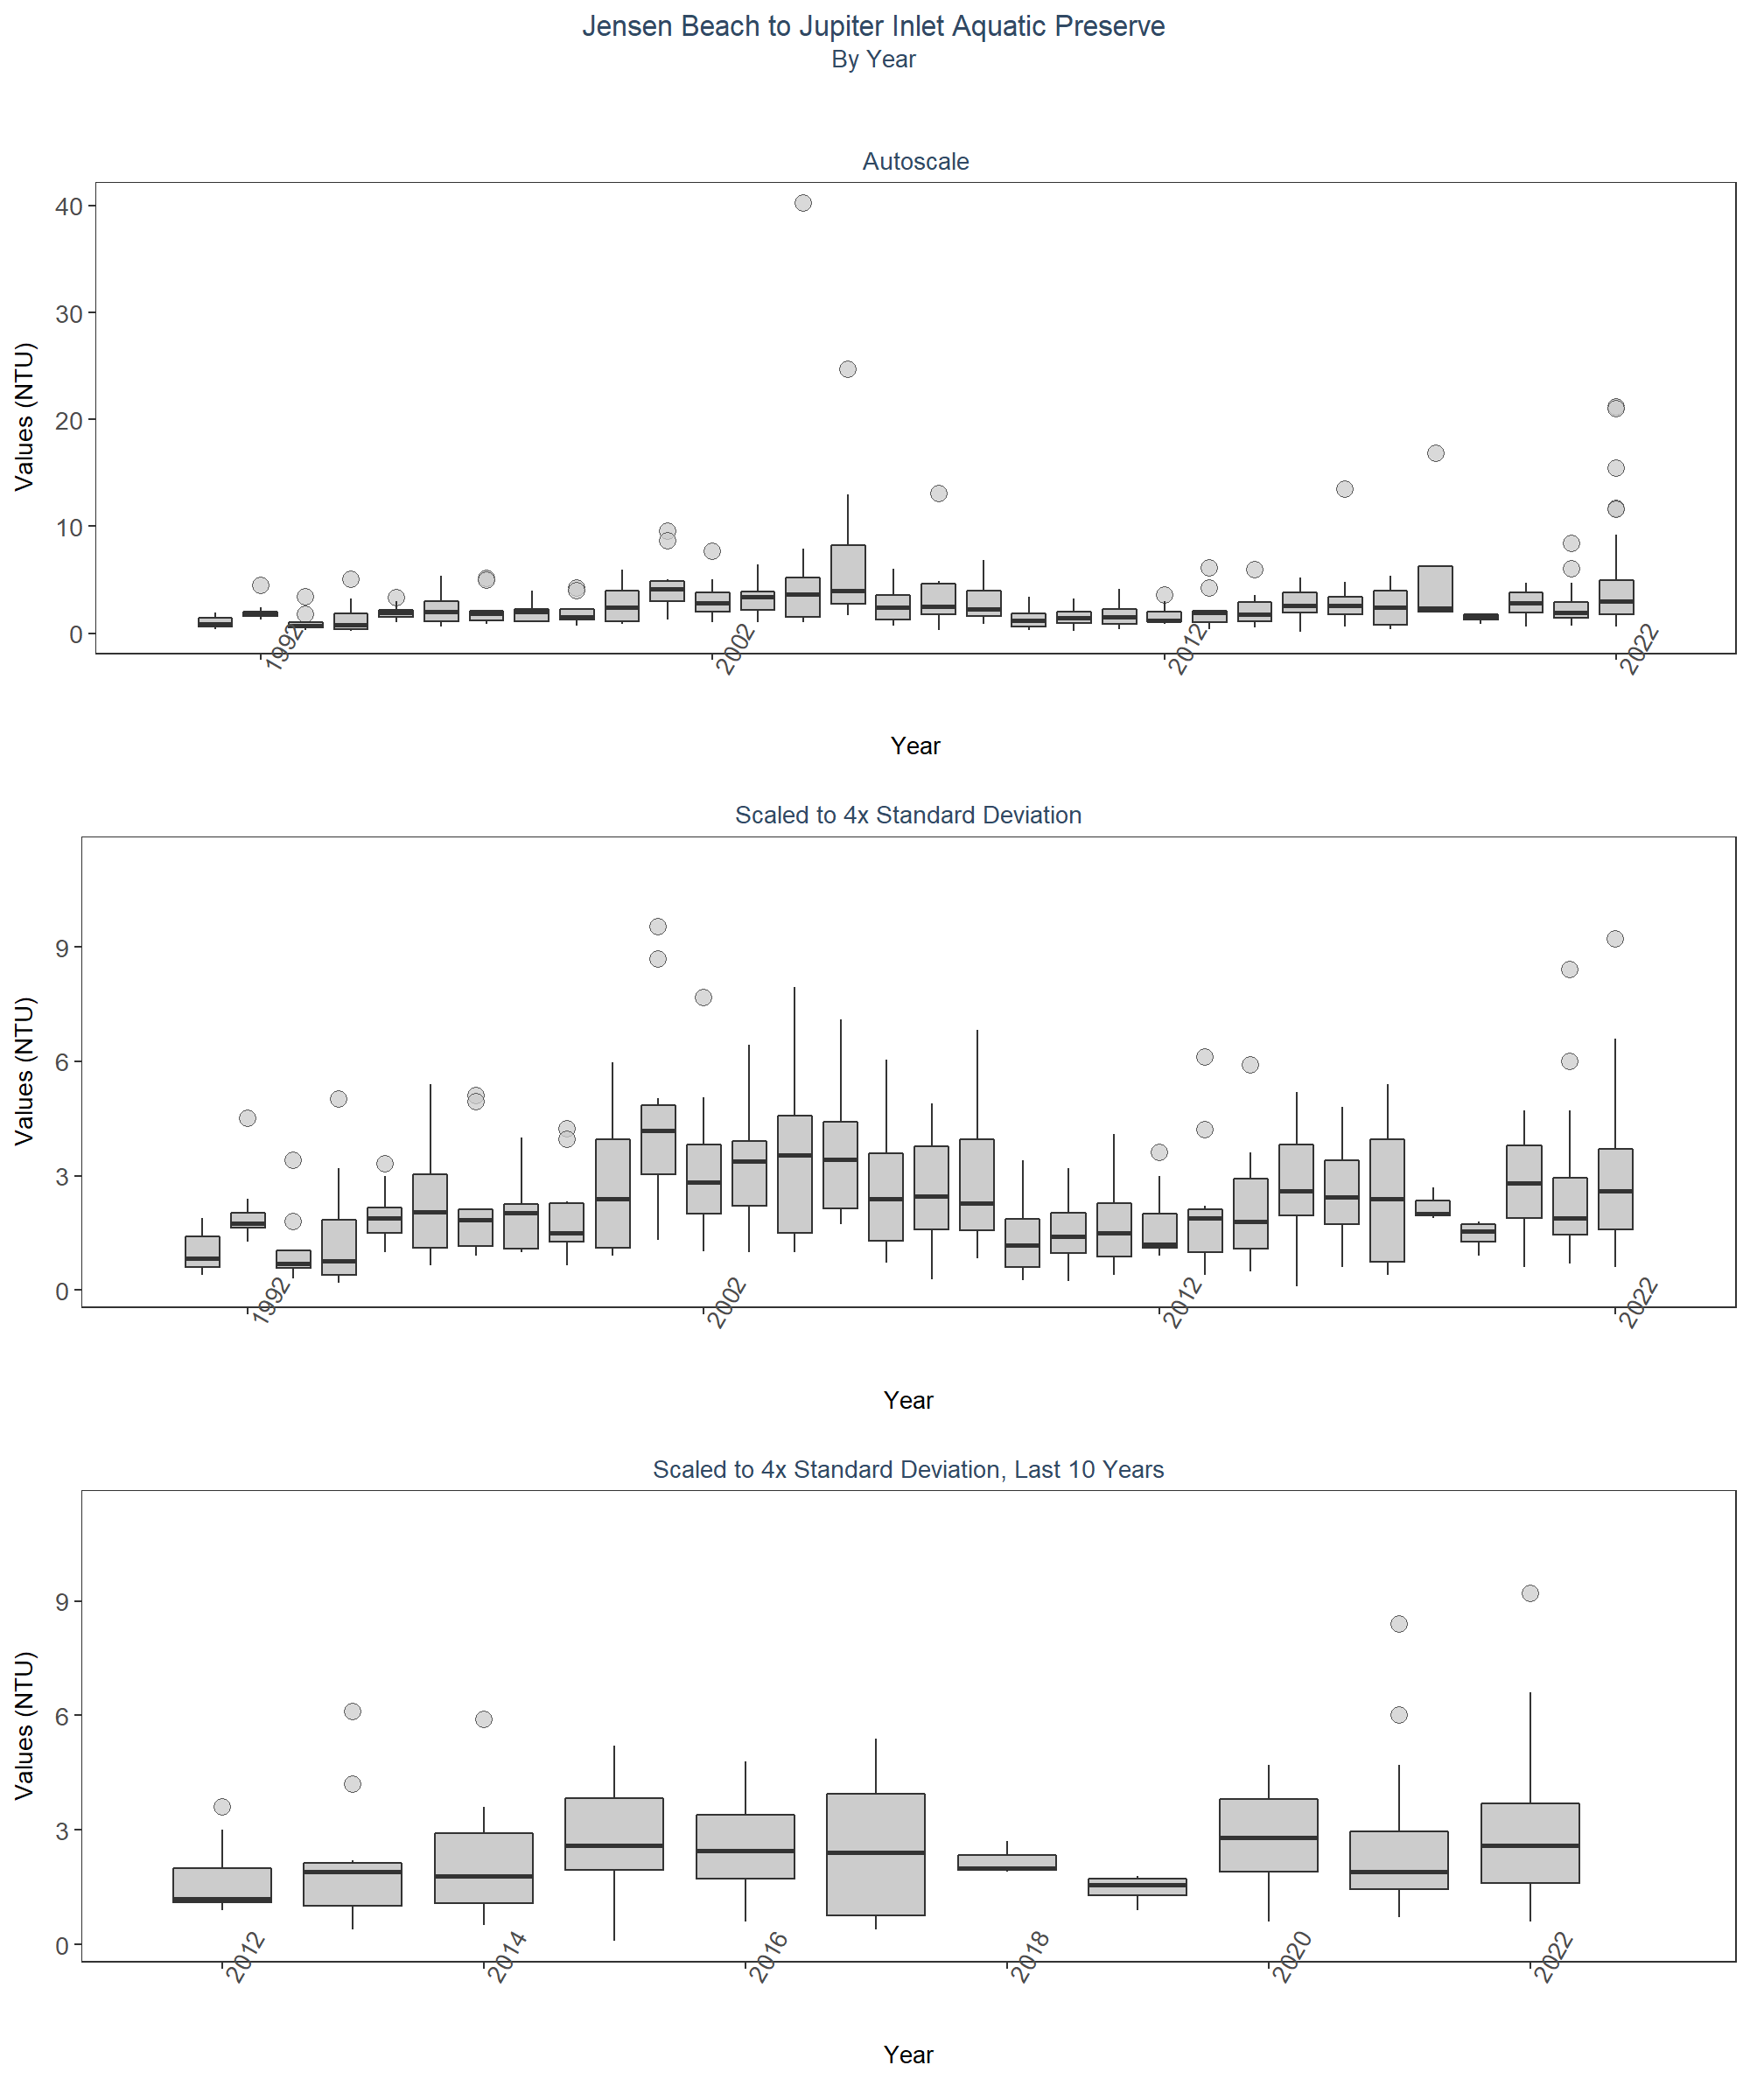 Jensen Beach to Jupiter Inlet Aquatic Preserve
By Year
Autoscale
Values (NTU)
40
30
20
10
0
1992
2002
2012
2022
Year
Scaled to 4x Standard Deviation
Values (NTU)
9
6
3
0
1992
2002
2012
2022
Year
Scaled to 4x Standard Deviation, Last 10 Years
Values (NTU)
9
6
3
0
2012
2014
2016
2018
2020
2022
Year